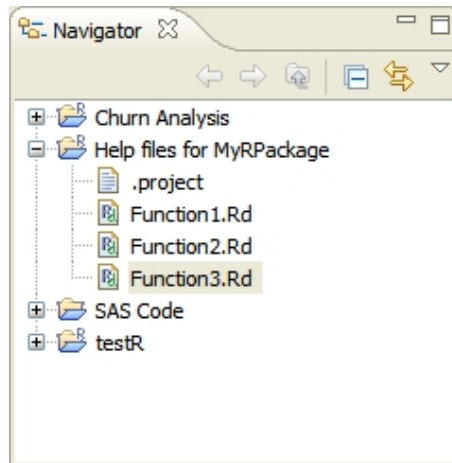 Navigator
Churn Analysis
Help files for MyRPackage
.project
Function1.Rd
Function2.Rd
Function3.Rd
SAS Code
testR